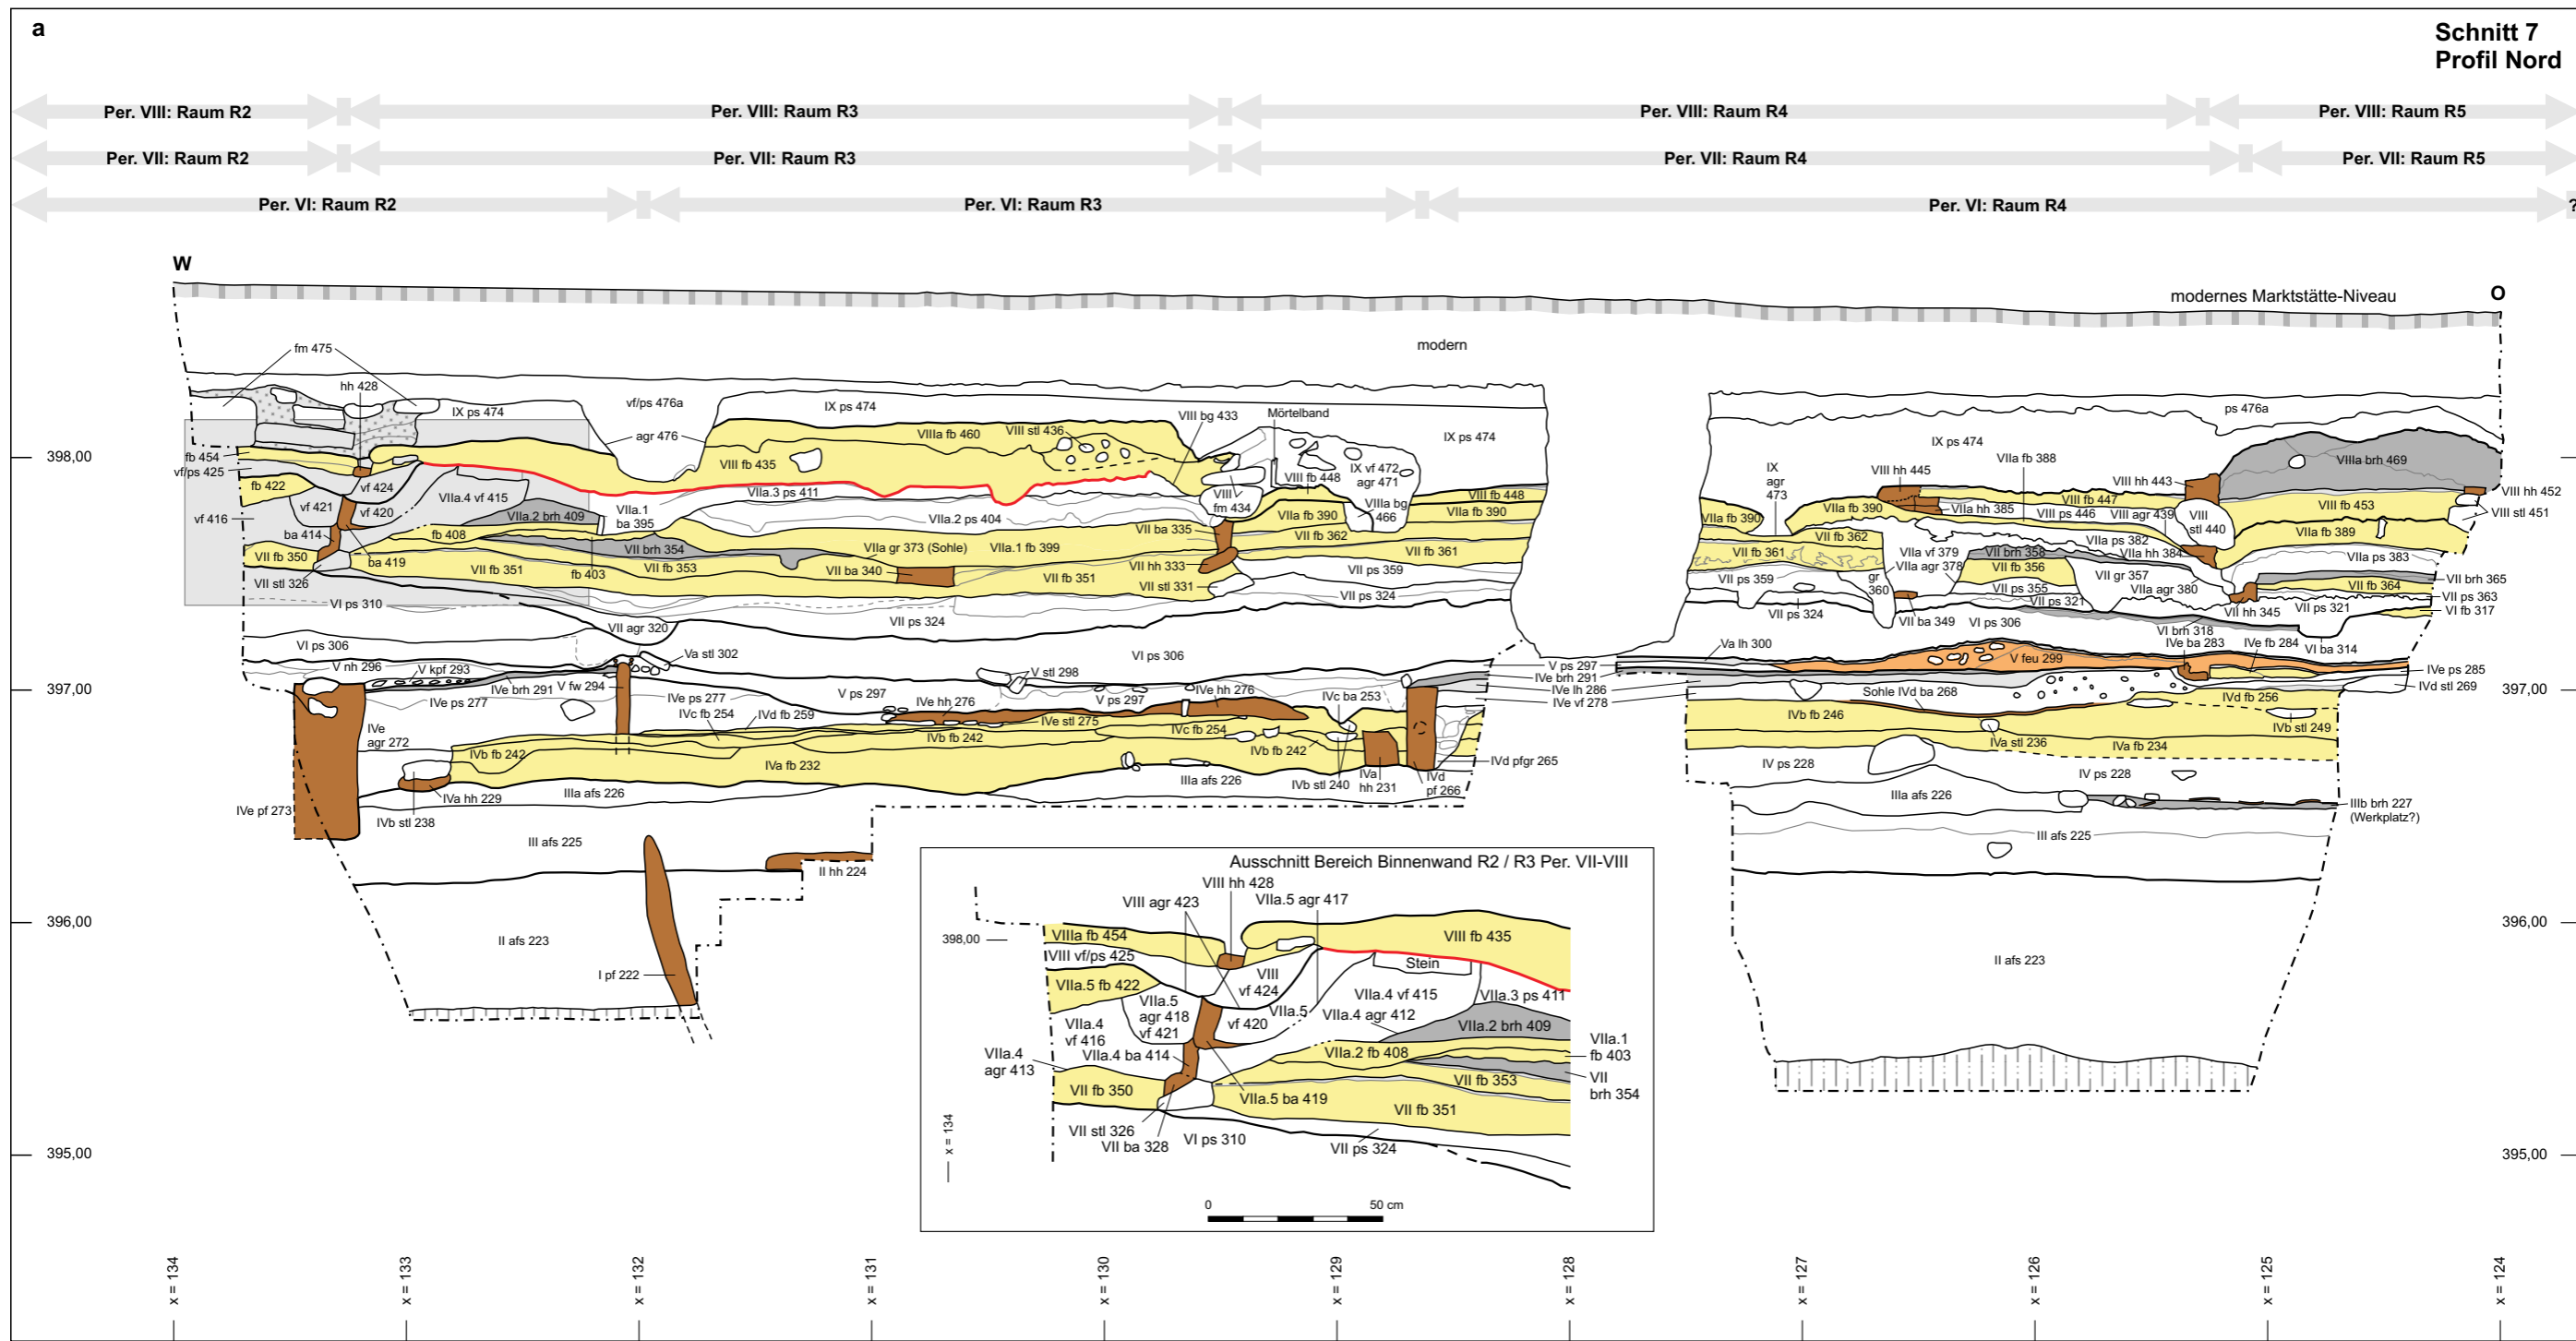 a
Schnitt 7
Profil Nord
Per. VIII: Raum R2
Per. VIII: Raum R3
Per. VIII: Raum R4
Per. VIII: Raum R5
Per. VII: Raum R2
Per. VII: Raum R3
Per. VII: Raum R4
Per. VII: Raum R5
Per. VI: Raum R2
Per. VI: Raum R3
Per. VI: Raum R4
?
W
O
modernes Marktstätte-Niveau
modern
fm 475
hh 428
IX ps 474
vf/ps 476a
agr 476
IX ps 474
VIIIa fb 460
VIII stl 436
VIII bg 433
Mörtelband
IX ps 474
ps 476a
IX ps 474
398,00
fb 454
vf/ps 425
fb 422
vf 424
vf 421
vf 420
vf 416
ba 414
VIIa.4 vf 415
VIIa.2 brh 409
VIIa.1
ba 395
VIII fb 435
VIIa.3 ps 411
VIIa.2 ps 404
VIII
fm 434
VIII fb 448
IX vf 472
agr 471
VIIIa bg
466
VIIa fb 390
VIII fb 448
VIIa fb 390
VII ba 335
VII fb 362
VII fb 361
VII hh 333
VII ps 359
VII stl 331
VII ps 324
VII fb 350
VII stl 326
ba 419
fb 408
VII brh 354
VII fb 351
fb 403
VII fb 353
VII ba 340
VIIa gr 373 (Sohle)
VIIa.1 fb 399
VII fb 351
VI ps 310
VII agr 320
VII ps 324
VI ps 306
VI ps 306
IX
agr
473
VIII hh 445
VIIa fb 388
VIII hh 443
VIIIa brh 469
VIII hh 452
VIII stl 451
VIIa fb 390
VIIa fb 390
VIIa hh 385
VIII fb 447
VIII ps 446
VIII agr 439
VIII
stl 440
VIII fb 453
VIIa fb 389
VII fb 361
VII fb 362
VIIa vf 379
VIIa agr 378
VIIa ps 382
VIIa hh 384
VIIa ps 383
VII brh 358
VII fb 356
VII gr 357
VIIa agr 380
VII brh 365
VII fb 364
VII ps 363
VI fb 317
VII ps 359
gr
360
VII ps 355
VII ps 321
VII hh 345
VII ps 321
VII ps 324
VII ba 349
VI ps 306
VI brh 318
VI ba 314
397,00
V nh 296
V kpf 293
IVe brh 291
V fw 294
Va stl 302
IVe ps 277
IVe ps 277
V ps 297
V stl 298
V ps 297
IVe hh 276
IVe hh 276
IVe stl 275
IVc ba 253
V ps 297
IVe brh 291
IVe lh 286
IVe vf 278
Va lh 300
V feu 299
IVe ba 283
IVe fb 284
IVe ps 285
IVd stl 269
397,00
Sohle IVd ba 268
IVd fb 256
IVb fb 246
IVb stl 249
IVa stl 236
IVa fb 234
IV ps 228
IV ps 228
IIIa afs 226
IIIb brh 227
(Werkplatz?)
III afs 225
IVc fb 254
IVd fb 259
IVb fb 242
IVb fb 242
IVc fb 254
IVb fb 242
IVa fb 232
IVe
agr 272
IVa hh 229
IIIa afs 226
IIIa afs 226
IVb stl 240
IVa
hh 231
IVd
pf 266
IVd pfgr 265
IVe pf 273
IVb stl 238
III afs 225
II hh 224
396,00
396,00
II afs 223
I pf 222
II afs 223
395,00
395,00
Ausschnitt Bereich Binnenwand R2 / R3 Per. VII-VIII
VIII hh 428
VIII agr 423
VIIa.5 agr 417
398,00
VIIIa fb 454
VIII vf/ps 425
VIII fb 435
Stein
VIIa.5 fb 422
VIII
vf 424
VIIa.5
agr 418
vf 421
VIIa.5
vf 420
VIIa.4 vf 415
VIIa.3 ps 411
VIIa.4 agr 412
VIIa.2 brh 409
VIIa.4
vf 416
VIIa.4 ba 414
VIIa.4
agr 413
VIIa.2 fb 408
VIIa.1
fb 403
VII
brh 354
VII fb 353
VII fb 350
VIIa.5 ba 419
VII fb 351
VII stl 326
VII ba 328
VI ps 310
VII ps 324
x = 134
0
50 cm
x = 134
x = 133
x = 132
x = 131
x = 130
x = 129
x = 128
x = 127
x = 126
x = 125
x = 124